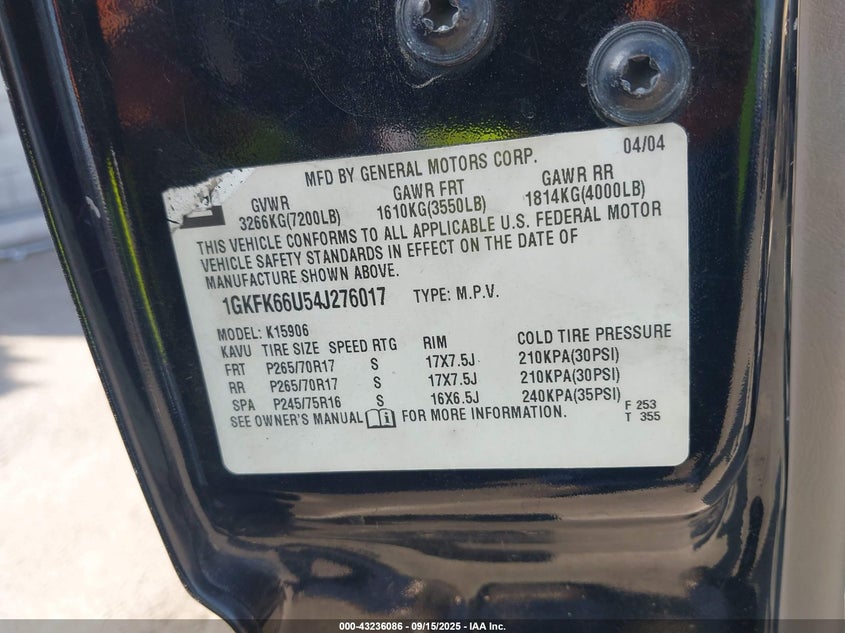 MFD BY GENERAL MOTORS CORP. 04/04
GVWR GAWR FRT GAWR RR
3266KG(7200LB) 1610KG(3550LB) 1814KG(4000LB)
THIS VEHICLE CONFORMS TO ALL APPLICABLE U.S. FEDERAL MOTOR
VEHICLE SAFETY STANDARDS IN EFFECT ON THE DATE OF
MANUFACTURE SHOWN ABOVE.
1GKFK66U54J276017 TYPE: M.P.V.
MODEL: K15906
KAVU TIRE SIZE SPEED RTG RIM COLD TIRE PRESSURE
FRT P265/70R17 S 17X7.5J 210KPA(30PSI)
RR P265/70R17 S 17X7.5J 210KPA(30PSI)
SPA P245/75R16 S 16X6.5J 240KPA(35PSI)
SEE OWNER'S MANUAL FOR MORE INFORMATION.
F 253
T 355
000-43236086 - 09/15/2025 - IAA Inc.